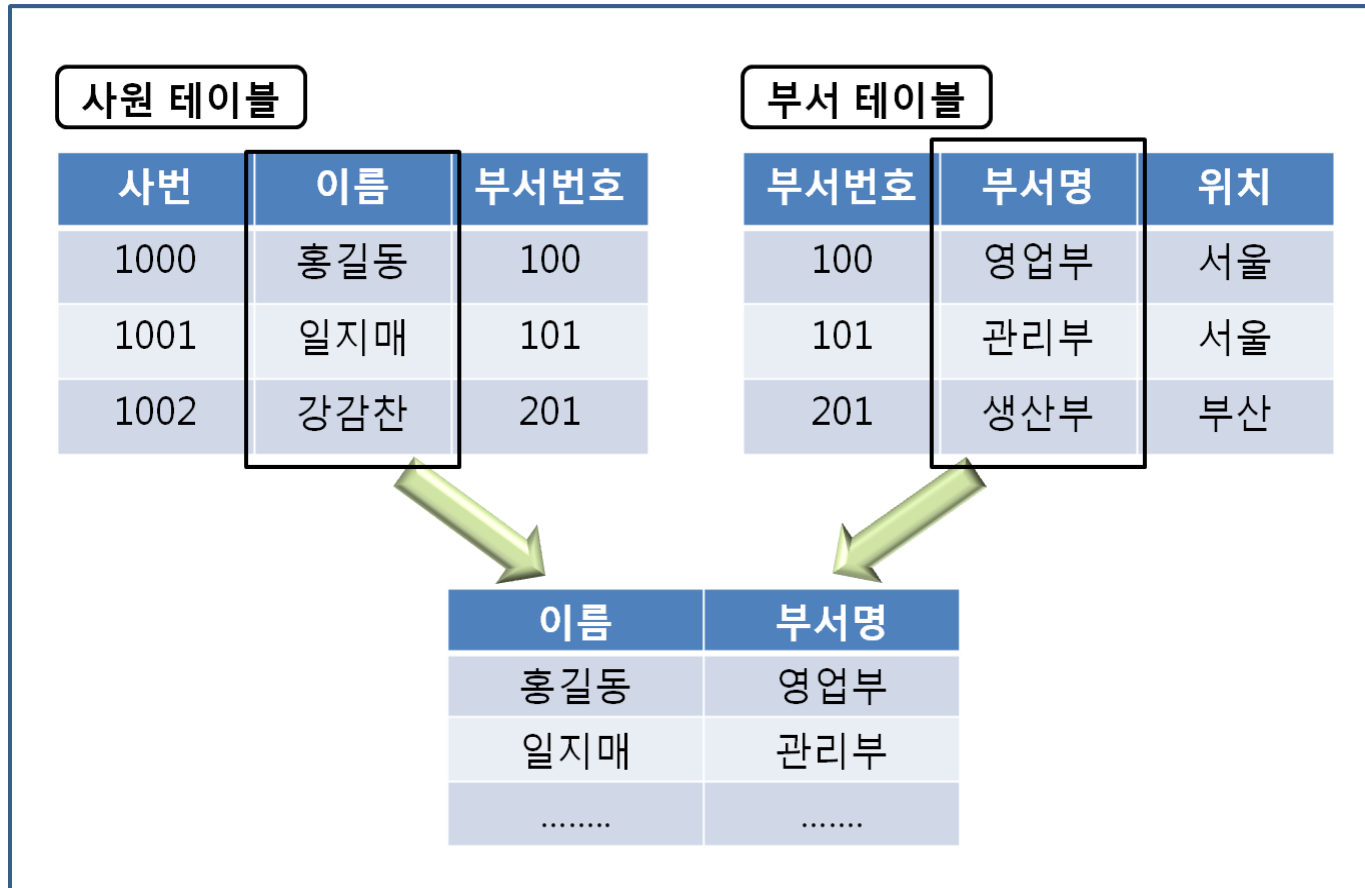 사원 테이블
부서 테이블
사번 이름 부서번호
1000 홍길동 100
1001 일지매 101
1002 강감찬 201
부서번호 부서명 위치
100 영업부 서울
101 관리부 서울
201 생산부 부산
이름 부서명
홍길동 영업부
일지매 관리부
........ .......